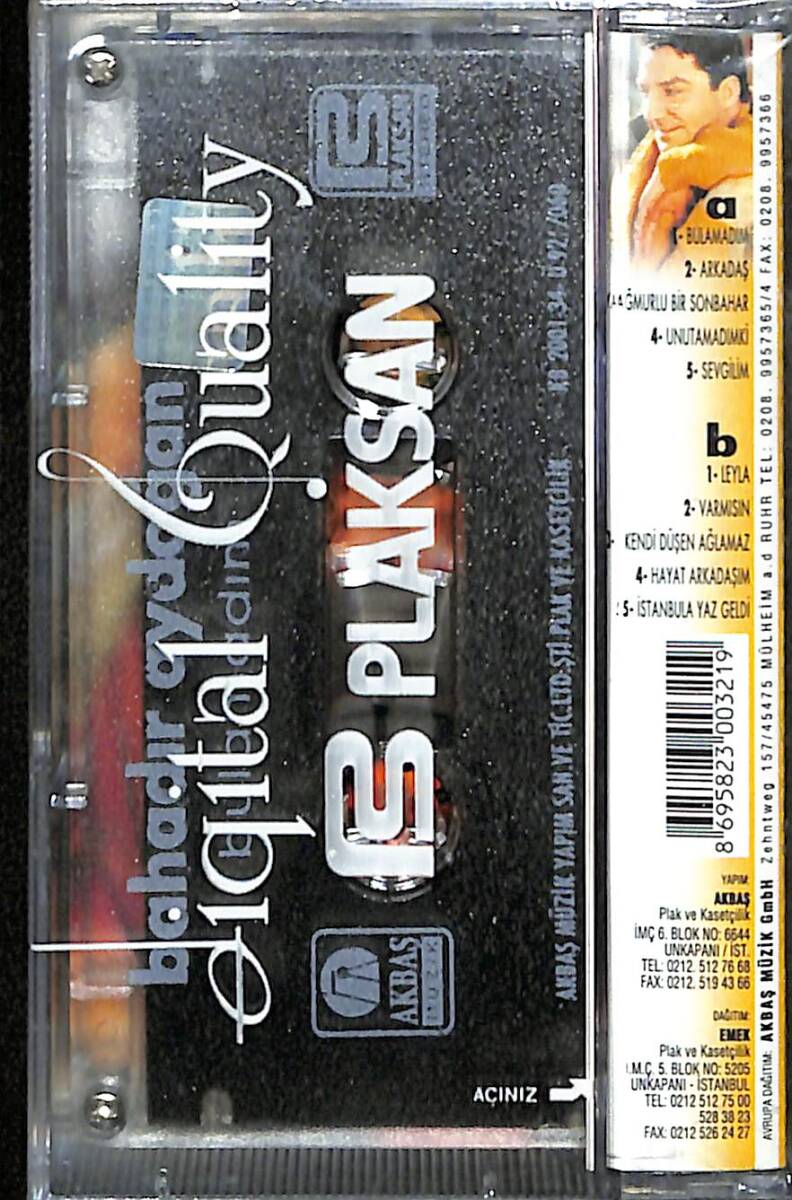 Digital Quality
PLAKSAN
bahadır aydoğan
bulamadım
PLAKSAN
AKBAŞ
MÜZİK
AKBAŞ MÜZİK YAPIM SAN.VE TİC.LTD.ŞTİ.PLAK VE KASETÇİLİK
AÇINIZ
a
1- BULAMADIM
2- ARKADAŞ
ĞMURLU BİR SONBAHAR
4- UNUTAMADIMKİ
5- SEVGİLİM
b
1- LEYLA
2- VARMISIN
KENDİ DÜŞEN AĞLAMAZ
4- HAYAT ARKADAŞIM
5- İSTANBULA YAZ GELDİ
8 695823 003219
YAPIM:
AKBAŞ
Plak ve Kasetçilik
İMÇ 6. BLOK NO: 6644
UNKAPANI / İST.
TEL: 0212. 512 76 68
FAX: 0212. 519 43 66
DAĞITIM:
EMEK
Plak ve Kasetçilik
.M.Ç. 5. BLOK NO: 5205
UNKAPANI - İSTANBUL
TEL: 0212 512 75 00
528 38 23
FAX: 0212 526 24 27
AVRUPA DAĞITIM: AKBAŞ MÜZİK GmbH Zehntweg 157/45475 MÜLHEİM a.d RUHR TEL: 0208. 9957365/4 FAX: 0208. 9957366